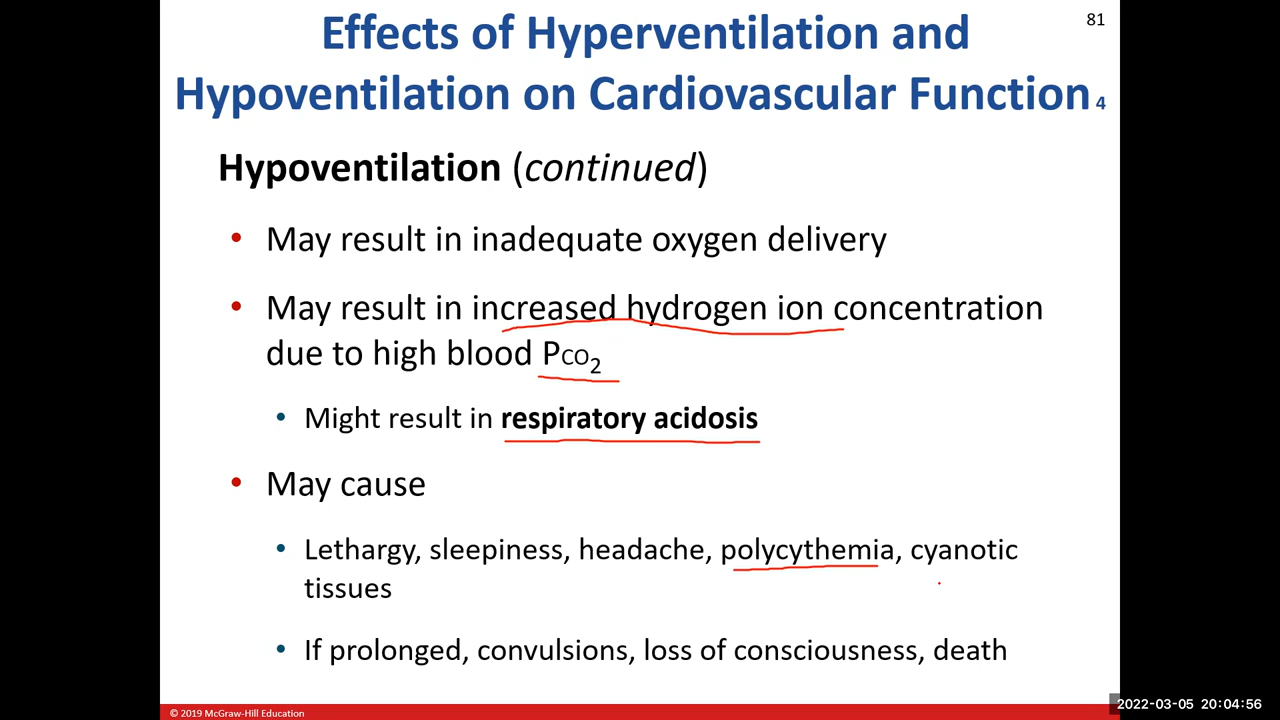 81
Effects of Hyperventilation and
Hypoventilation on Cardiovascular Function 4
Hypoventilation (continued)
• May result in inadequate oxygen delivery
• May result in increased hydrogen ion concentration
due to high blood PCO2
• Might result in respiratory acidosis
• May cause
• Lethargy, sleepiness, headache, polycythemia, cyanotic
tissues
• If prolonged, convulsions, loss of consciousness, death
© 2019 McGraw-Hill Education
2022-03-05 20:04:56